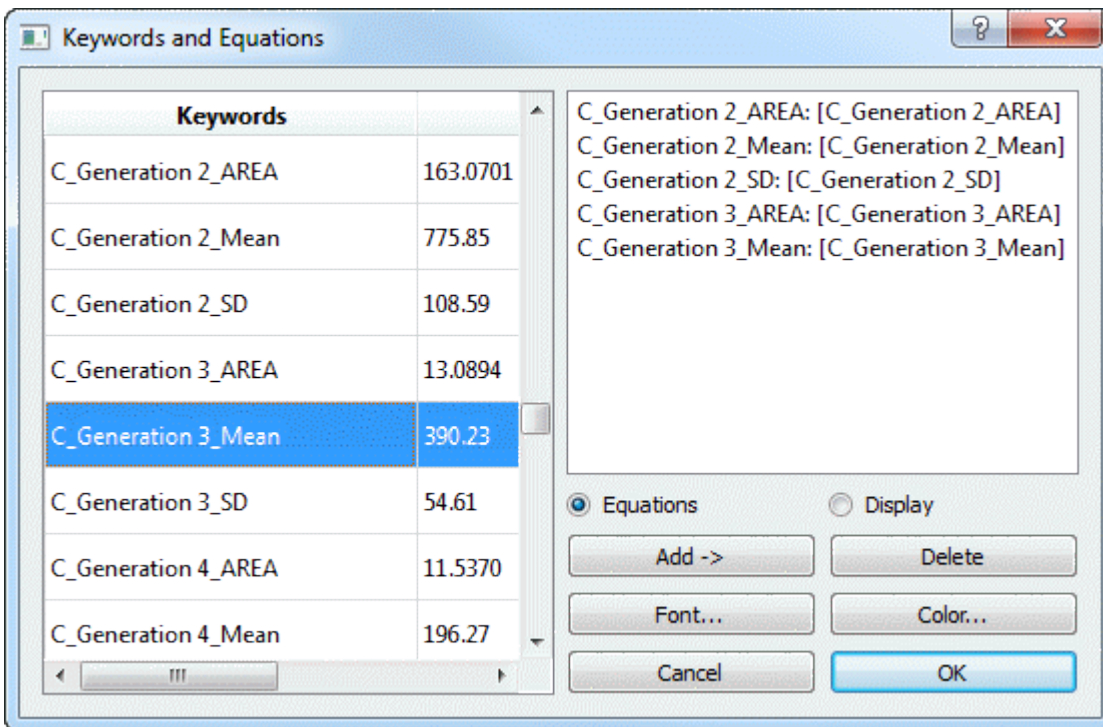 Keywords and Equations
Keywords
C_Generation 2_AREA 163.0701
C_Generation 2_Mean 775.85
C_Generation 2_SD 108.59
C_Generation 3_AREA 13.0894
C_Generation 3_Mean 390.23
C_Generation 3_SD 54.61
C_Generation 4_AREA 11.5370
C_Generation 4_Mean 196.27
C_Generation 2_AREA: [C_Generation 2_AREA]
C_Generation 2_Mean: [C_Generation 2_Mean]
C_Generation 2_SD: [C_Generation 2_SD]
C_Generation 3_AREA: [C_Generation 3_AREA]
C_Generation 3_Mean: [C_Generation 3_Mean]
Equations Display
Add -> Delete
Font... Color...
Cancel OK